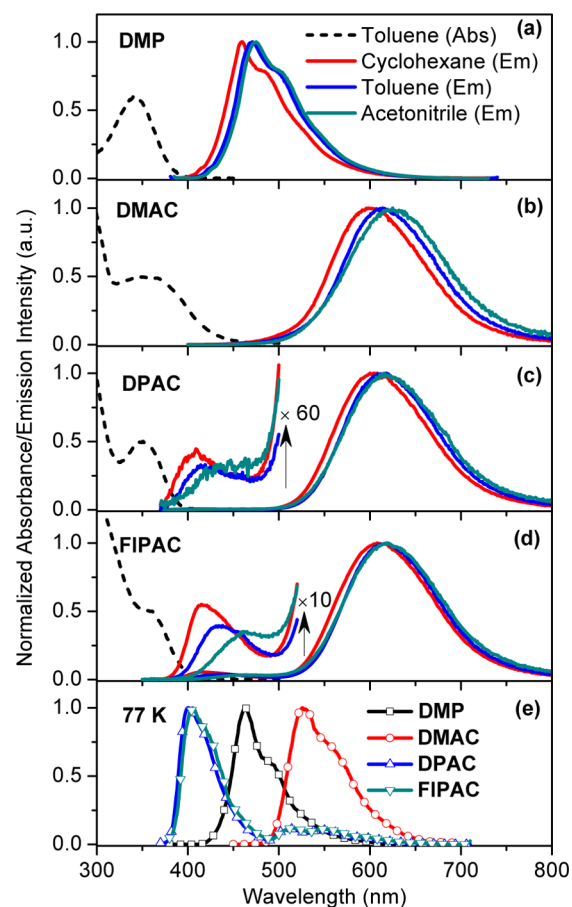 Normalized Absorbance/Emission Intensity (a.u.)
DMP
(a)
Toluene (Abs)
Cyclohexane (Em)
Toluene (Em)
Acetonitrile (Em)
1.0
0.5
0.0
DMAC
(b)
1.0
0.5
0.0
DPAC
(c)
× 60
1.0
0.5
0.0
FIPAC
(d)
×10
1.0
0.5
0.0
77 K
(e)
DMP
DMAC
DPAC
FIPAC
1.0
0.5
0.0
300 400 500 600 700 800
Wavelength (nm)